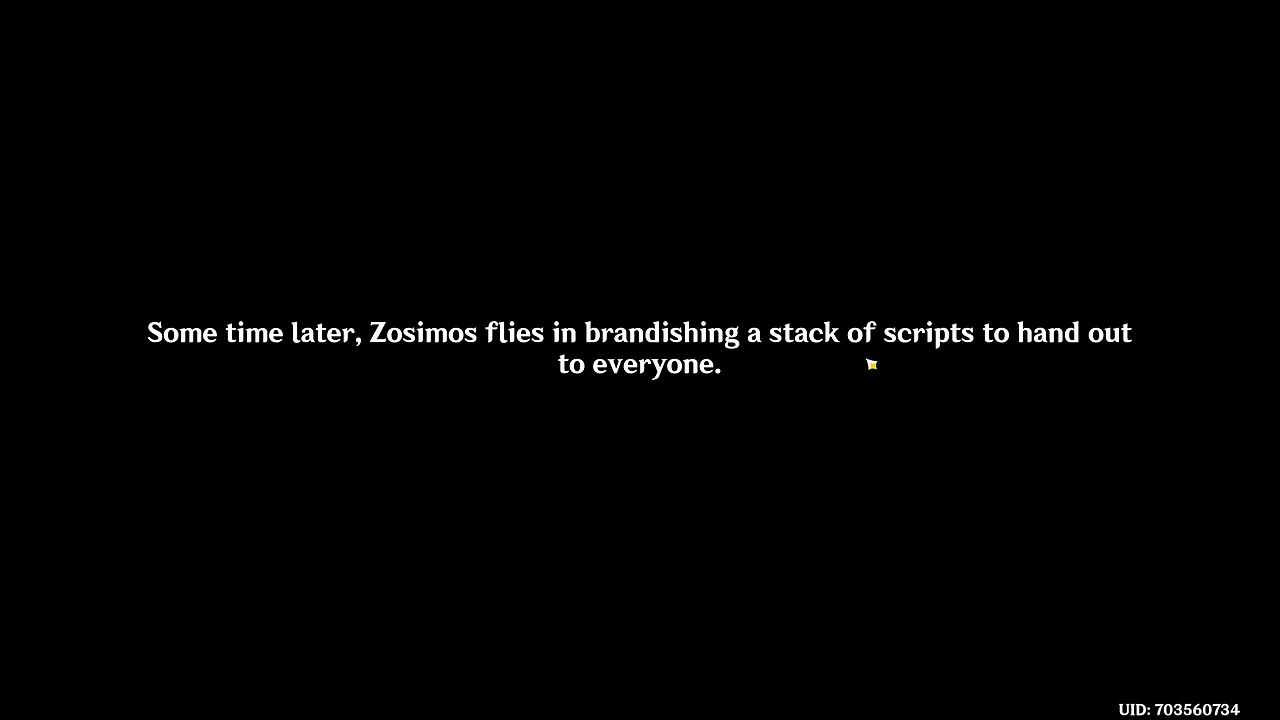 Some time later, Zosimos flies in brandishing a stack of scripts to hand out
to everyone.
UID: 703560734